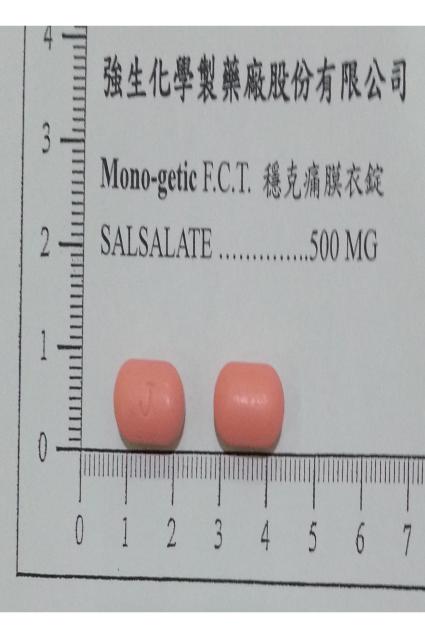 強生化學製藥廠股份有限公司
Mono-getic F.C.T. 穩克痛膜衣錠
SALSALATE ..............500 MG
4
3
2
1
0
J
0 1 2 3 4 5 6 7